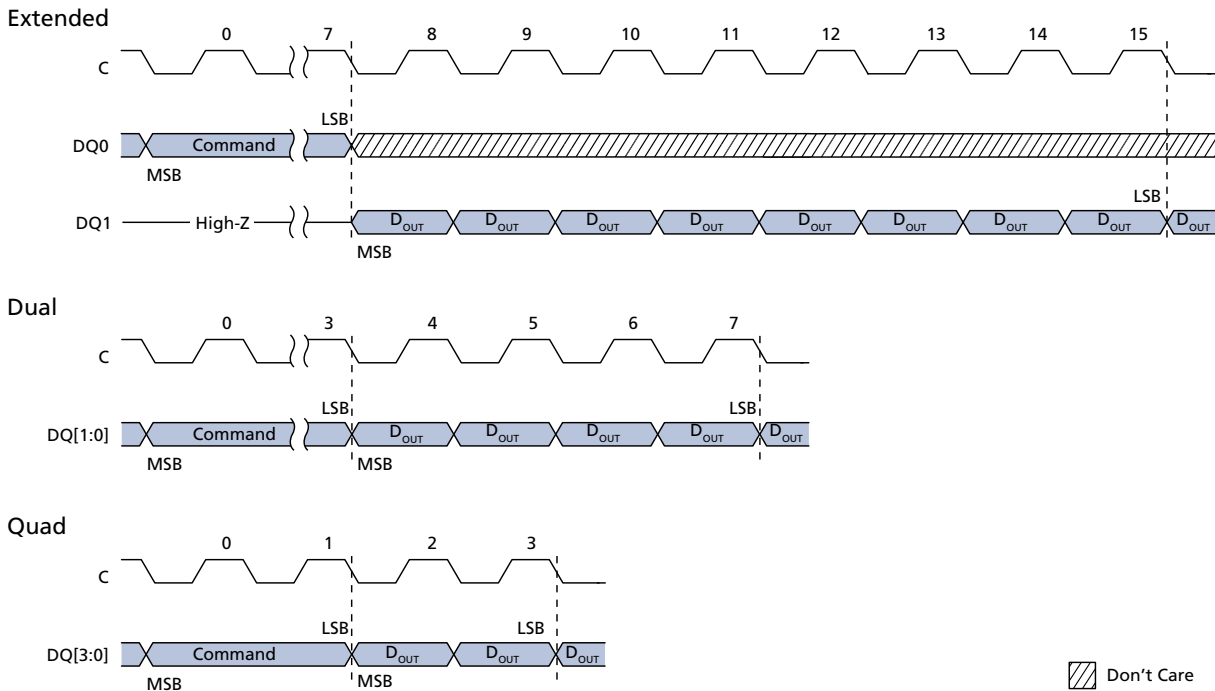 Extended
0 7 8 9 10 11 12 13 14 15
C
LSB
DQ0 Command
MSB
LSB
DQ1 High-Z DOUT DOUT DOUT DOUT DOUT DOUT DOUT DOUT DOUT
MSB
Dual
0 3 4 5 6 7
C
LSB LSB
DQ[1:0] Command DOUT DOUT DOUT DOUT DOUT
MSB MSB
Quad
0 1 2 3
C
LSB LSB
DQ[3:0] Command DOUT DOUT DOUT
MSB MSB
Don't Care